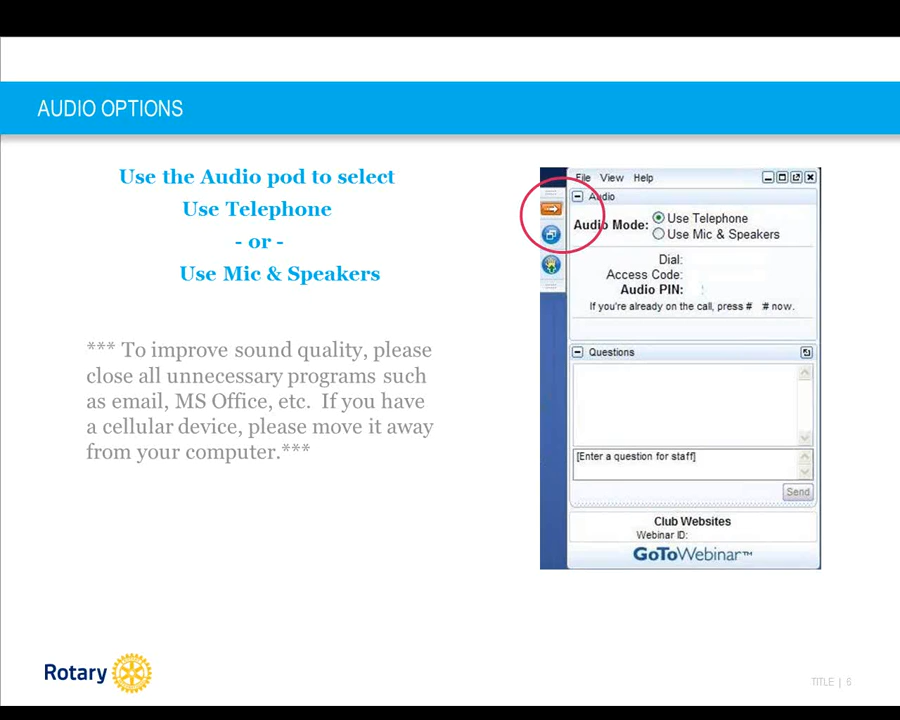 AUDIO OPTIONS
Use the Audio pod to select
Use Telephone
- or -
Use Mic & Speakers
*** To improve sound quality, please
close all unnecessary programs such
as email, MS Office, etc.  If you have
a cellular device, please move it away
from your computer.***
File View Help
Audio
Audio Mode: Use Telephone
Use Mic & Speakers
Dial:
Access Code:
Audio PIN:
If you're already on the call, press # # now.
Questions
[Enter a question for staff]
Send
Club Websites
Webinar ID:
GoToWebinar™
Rotary
TITLE | 6